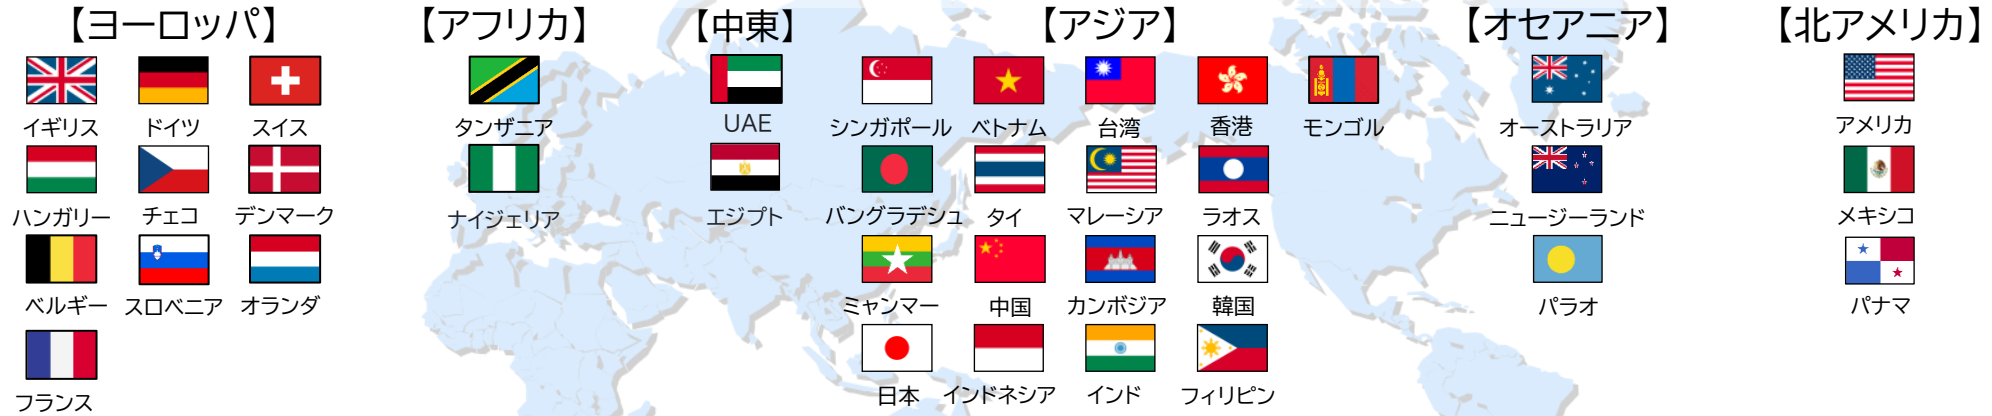 【ヨーロッパ】 【アフリカ】 【中東】 【アジア】 【オセアニア】 【北アメリカ】
イギリス ドイツ スイス タンザニア UAE シンガポール ベトナム 台湾 香港 モンゴル オーストラリア アメリカ
ハンガリー チェコ デンマーク ナイジェリア エジプト バングラデシュ タイ マレーシア ラオス ニュージーランド メキシコ
ベルギー スロベニア オランダ ミャンマー 中国 カンボジア 韓国 パラオ パナマ
フランス 日本 インドネシア インド フィリピン